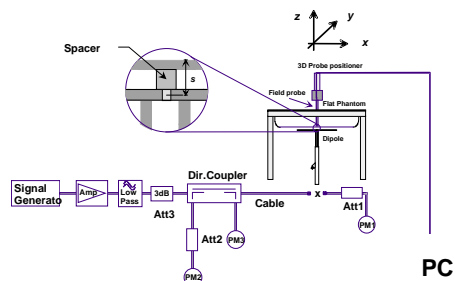 z
y
x
Spacer
s
3D Probe positioner
Field probe
Flat Phantom
Dipole
Signal
Generato
Amp
Low
Pass
3dB
Att3
Dir.Coupler
Cable
x
Att1
PM1
Att2
PM3
PM2
PC